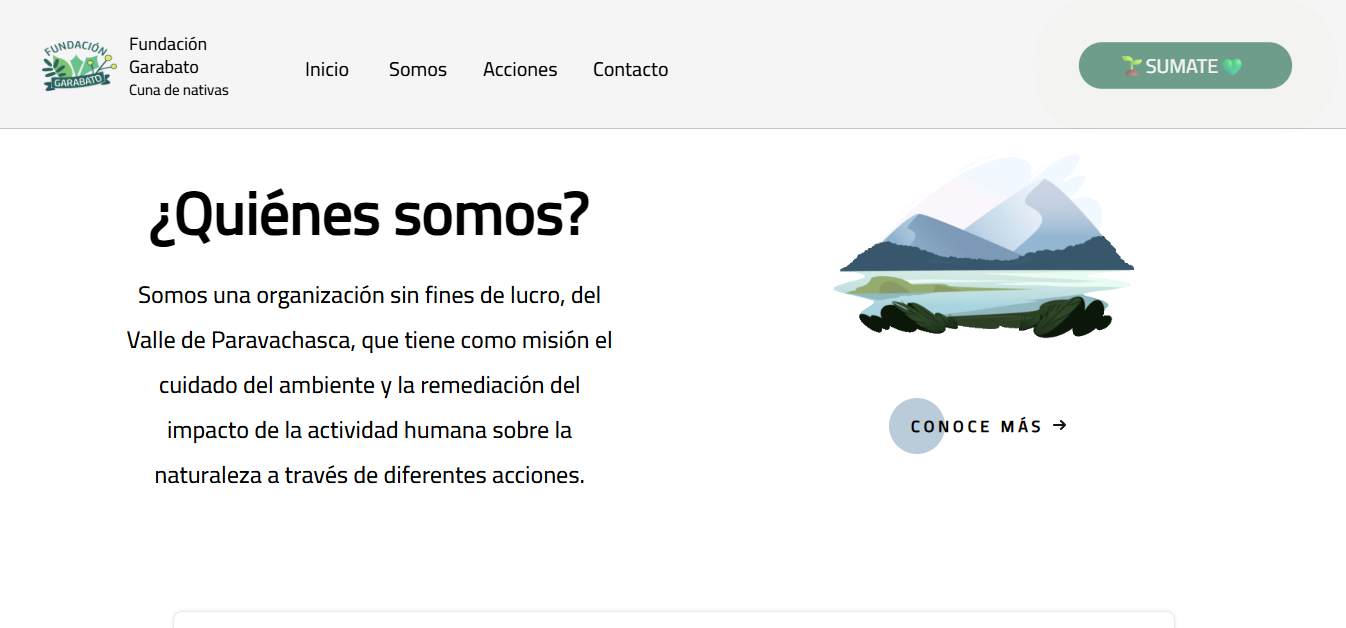 FUNDACIÓN
GARABATO
Fundación
Garabato
Cuna de nativas
Inicio
Somos
Acciones
Contacto
🌱SUMATE💚
¿Quiénes somos?
Somos una organización sin fines de lucro, del
Valle de Paravachasca, que tiene como misión el
cuidado del ambiente y la remediación del
impacto de la actividad humana sobre la
naturaleza a través de diferentes acciones.
CONOCE MÁS →